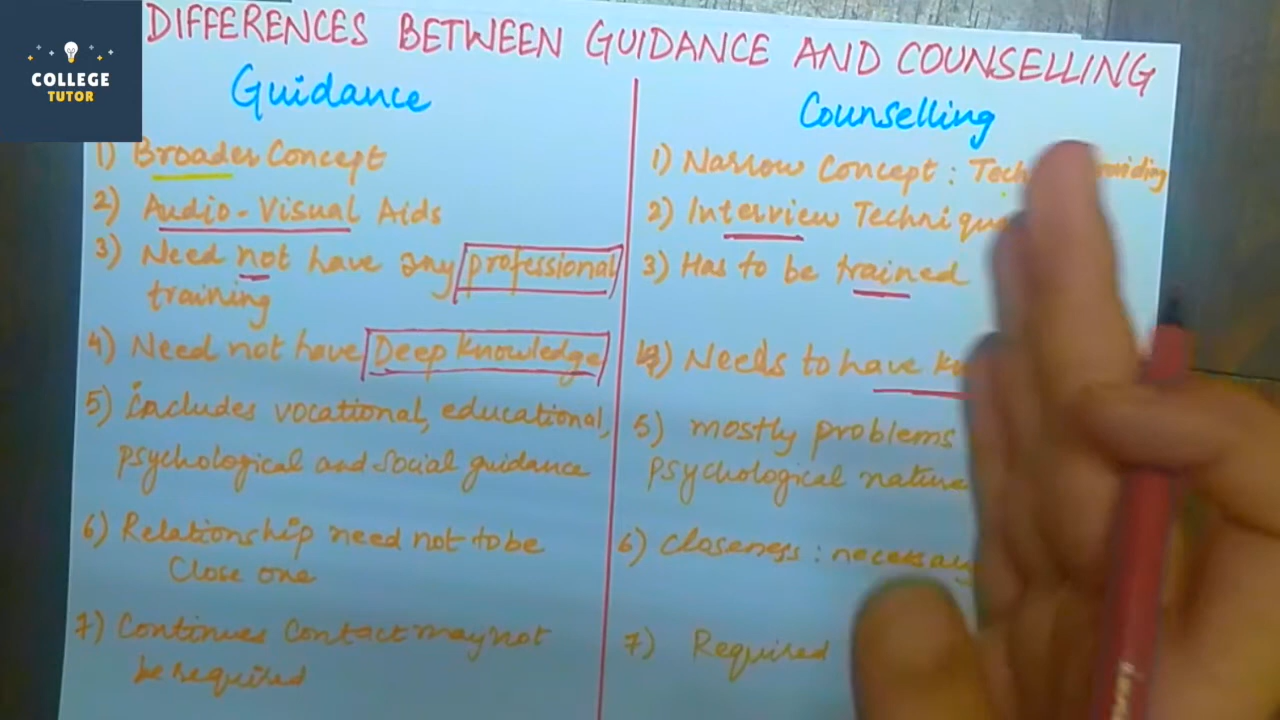 COLLEGE
TUTOR
DIFFERENCES BETWEEN GUIDANCE AND COUNSELLING
Guidance
1) Broader Concept
2) Audio-Visual Aids
3) Need not have any professional
training
4) Need not have Deep Knowledge
5) includes vocational, educational,
psychological and social guidance
6) Relationship need not to be
Close one
7) Continues Contact may not
be required
Counselling
1) Narrow Concept :
2) Interview
3) Has to be trained
4) Needs to have
5) mostly problems
psychological nature
6) closeness : necessary
7) Required